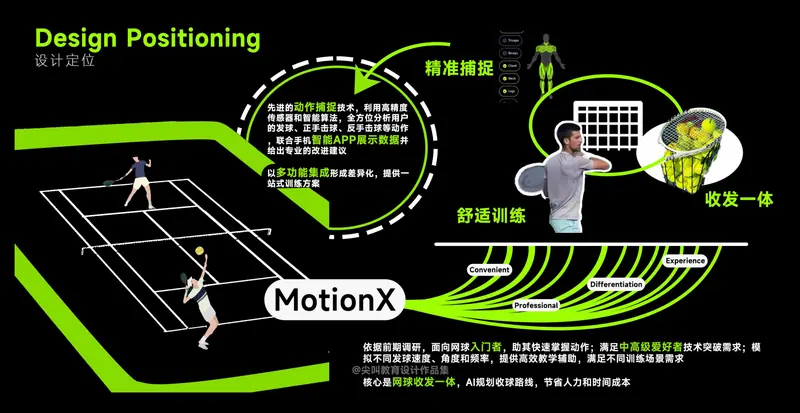 Design Positioning
设计定位
精准捕捉
Triceps
Biceps
Chest
Back
Legs
先进的动作捕捉技术，利用高精度
传感器和智能算法，全方位分析用户
的发球、正手击球、反手击球等动作
，联合手机智能APP展示数据并
给出专业的改进建议
以多功能集成形成差异化，提供一
站式训练方案
舒适训练
收发一体
Convenient
Professional
Differentiation
Experience
MotionX
依据前期调研，面向网球入门者，助其快速掌握动作；满足中高级爱好者技术突破需求；模
拟不同发球速度、角度和频率，提供高效教学辅助，满足不同训练场景需求
@尖叫教育设计作品集
核心是网球收发一体，AI规划收球路线，节省人力和时间成本